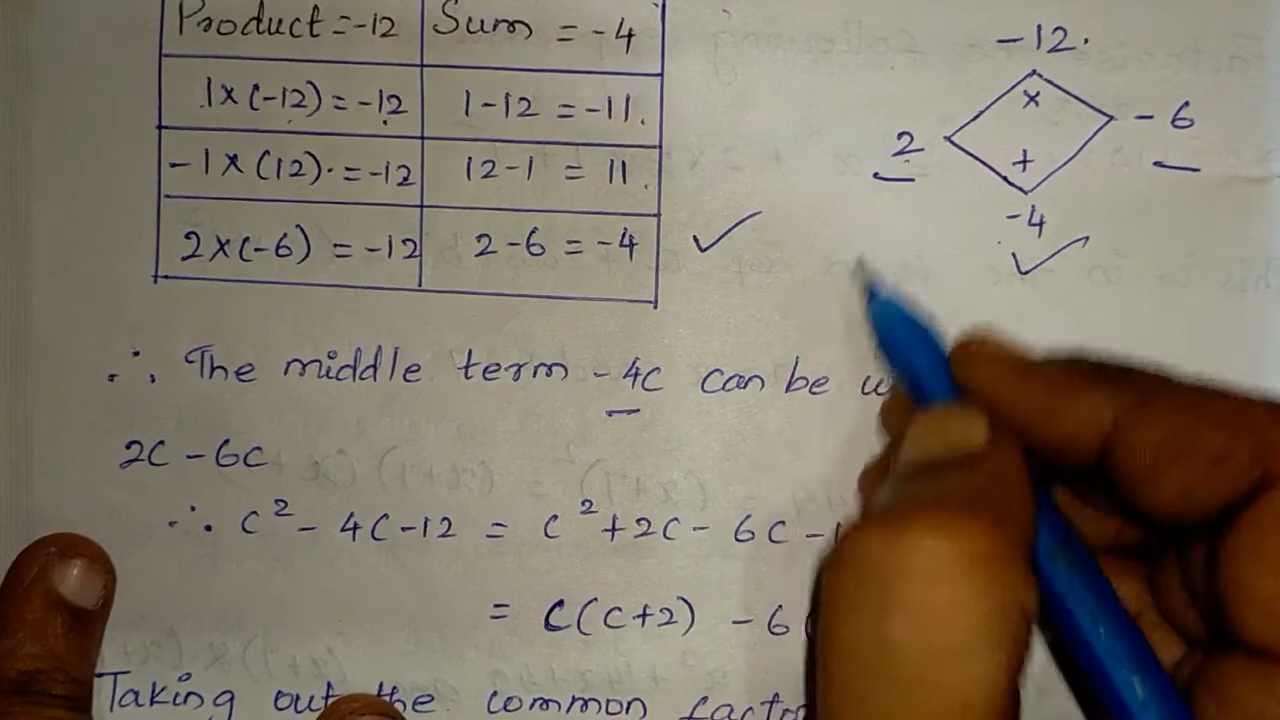 Product = -12 Sum = -4
1×(-12) = -12 1-12 = -11.
-1×(12). = -12 12-1 = 11.
2×(-6) = -12 2-6 = -4 ✓
-12.
×
2 -6
+
-4
✓
∴ The middle term -4c can be
2c - 6c
∴ c² - 4c - 12 = c² + 2c - 6c -
= c(c+2) - 6
Taking out the common factor